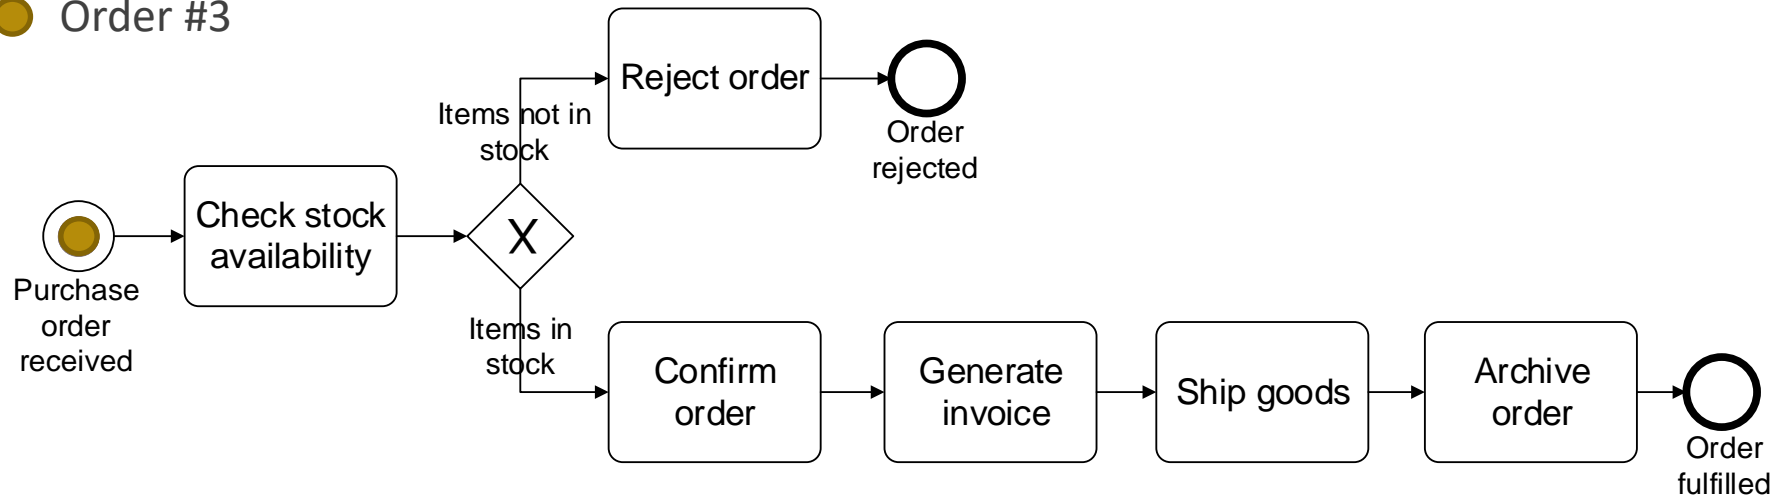 Order #3
Reject order
Order
rejected
Items not in
stock
Check stock
availability
X
Purchase
order
received
Items in
stock
Confirm
order
Generate
invoice
Ship goods
Archive
order
Order
fulfilled